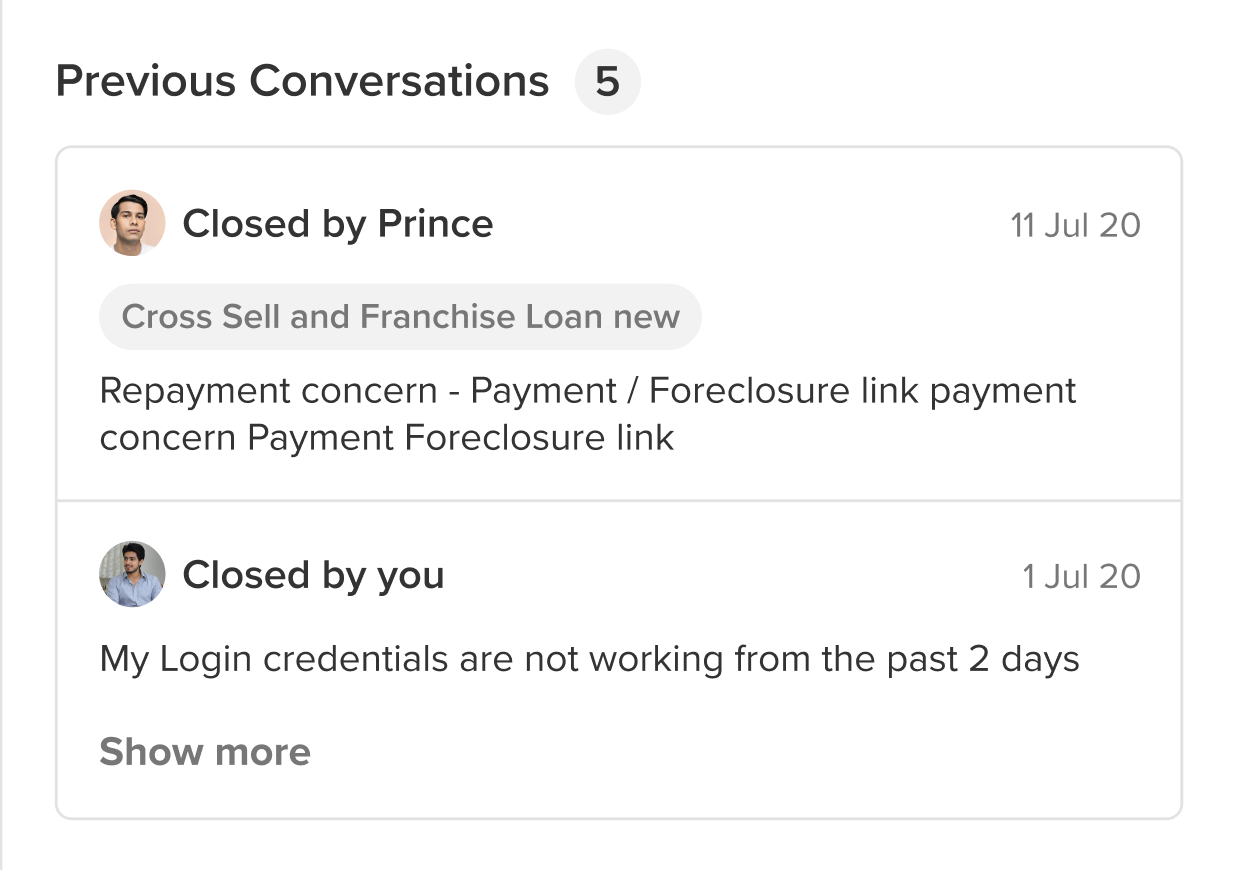 Previous Conversations 5
Closed by Prince 11 Jul 20
Cross Sell and Franchise Loan new
Repayment concern - Payment / Foreclosure link payment
concern Payment Foreclosure link
Closed by you 1 Jul 20
My Login credentials are not working from the past 2 days
Show more